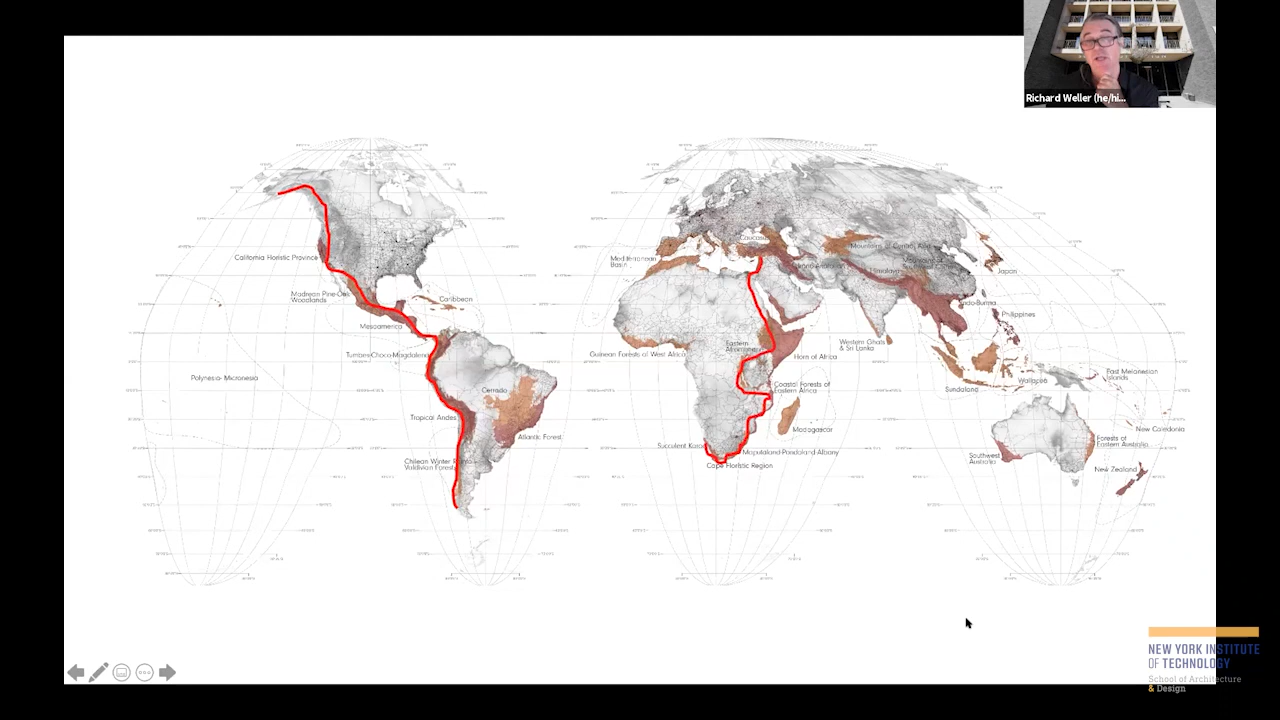 Richard Weller (he/hi...
Caucasus
Mountains of Central Asia
California Floristic Province
Mediterranean
Basin
Irano-Anatolian
Himalaya
Japan
Madrean Pine-Oak
Woodlands
Caribbean
Indo-Burma
Philippines
Mesoamerica
Tumbes-Choco-Magdalena
Guinean Forests of West Africa
Eastern
Afromontane
Horn of Africa
Western Ghats
& Sri Lanka
Polynesia-Micronesia
Cerrado
Coastal Forests of
Eastern Africa
Sundaland
Wallacea
East Melanesian
Islands
Tropical Andes
Atlantic Forest
Madagascar
New Caledonia
Succulent Karoo
Maputaland-Pondoland-Albany
Forests of
Eastern Australia
Chilean Winter
Valdivian Forests
Cape Floristic Region
Southwest
Australia
New Zealand
NEW YORK INSTITUTE
OF TECHNOLOGY
School of Architecture
& Design